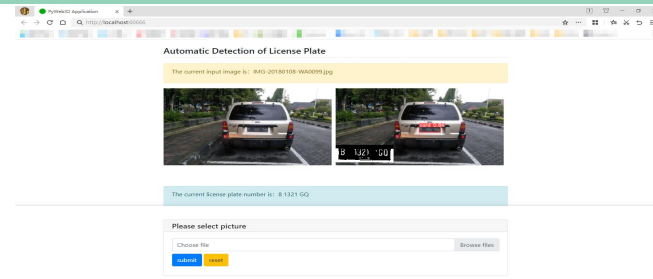 PyWebIO Application
http://localhost:
Automatic Detection of License Plate
The current input image is: IMG-20180108-WA0099.jpg
The current license plate number is: B 1321 GQ
Please select picture
Choose file
Browse files
submit
reset